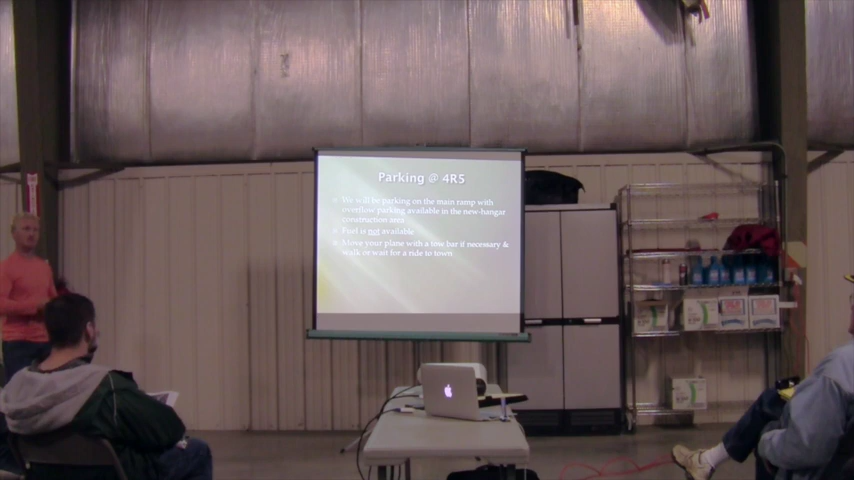 Parking @ 4R5
We will be parking on the main ramp with
overflow parking available in the new-hangar
construction area
Fuel is not available
Move your plane with a tow bar if necessary &
walk or wait for a ride to town